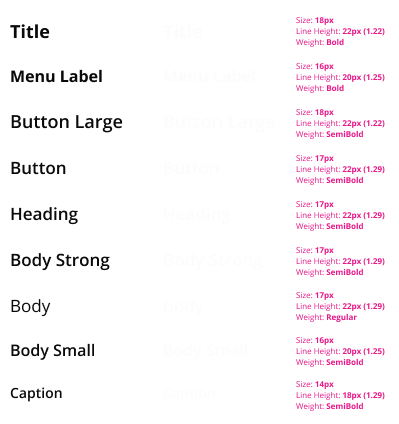 Title Title
Size: 18px
Line Height: 22px (1.22)
Weight: Bold
Menu Label Menu Label
Size: 16px
Line Height: 20px (1.25)
Weight: Bold
Button Large Button Large
Size: 18px
Line Height: 22px (1.22)
Weight: SemiBold
Button Button
Size: 17px
Line Height: 22px (1.29)
Weight: SemiBold
Heading Heading
Size: 17px
Line Height: 22px (1.29)
Weight: SemiBold
Body Strong Body Strong
Size: 17px
Line Height: 22px (1.29)
Weight: SemiBold
Body Body
Size: 17px
Line Height: 22px (1.29)
Weight: Regular
Body Small Body Small
Size: 16px
Line Height: 20px (1.25)
Weight: SemiBold
Caption Caption
Size: 14px
Line Height: 18px (1.29)
Weight: SemiBold